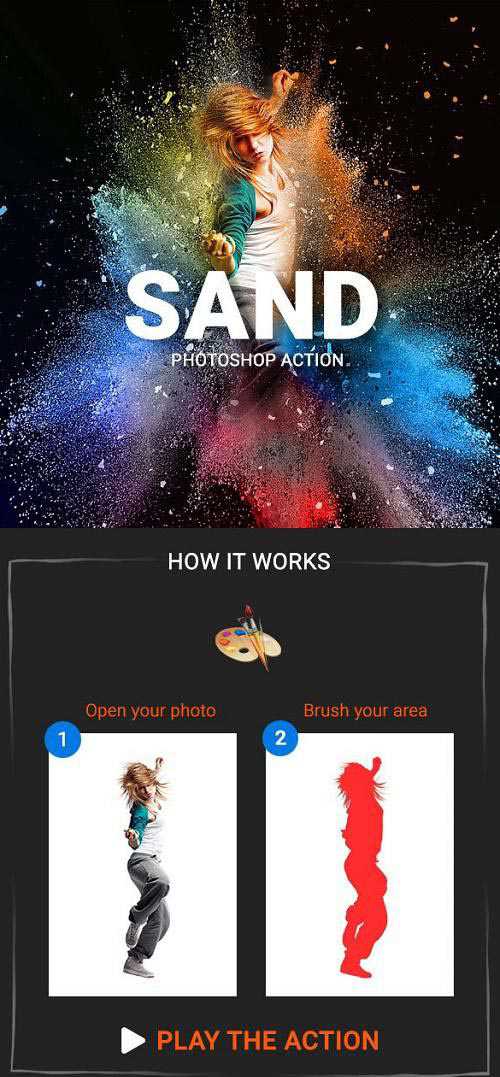 SAND
PHOTOSHOP ACTION
HOW IT WORKS
Open your photo
Brush your area
1
2
PLAY THE ACTION